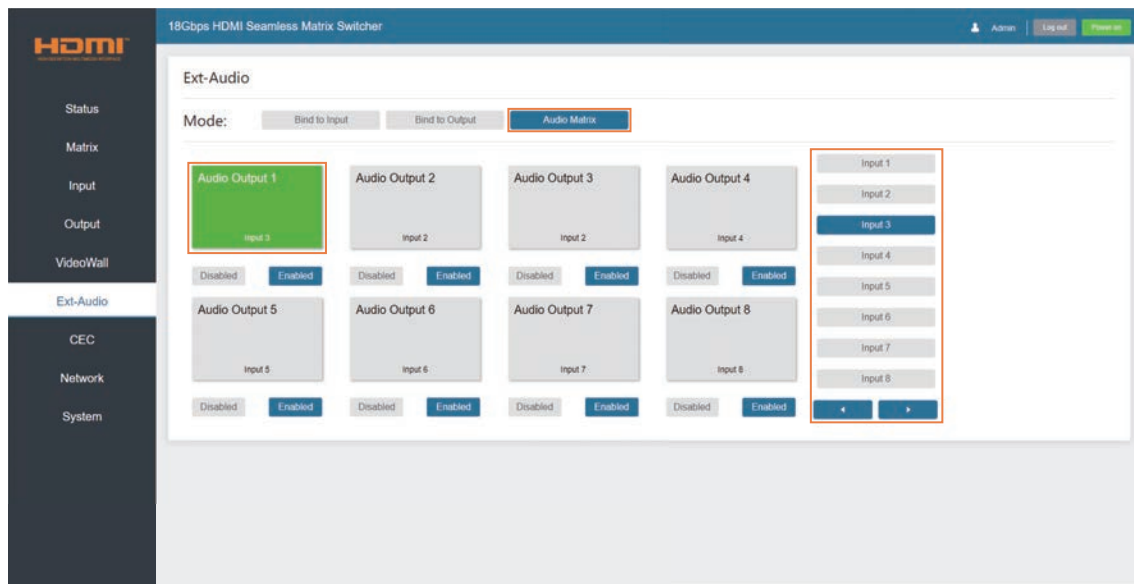 18Gbps HDMI Seamless Matrix Switcher
Admin
Log out
Power on
HDMI
HIGH DEFINITION MULTIMEDIA INTERFACE
Status
Matrix
Input
Output
VideoWall
Ext-Audio
CEC
Network
System
Ext-Audio
Mode:
Bind to Input
Bind to Output
Audio Matrix
Audio Output 1
Input 3
Audio Output 2
Input 2
Audio Output 3
Input 2
Audio Output 4
Input 4
Disabled
Enabled
Disabled
Enabled
Disabled
Enabled
Disabled
Enabled
Audio Output 5
Input 5
Audio Output 6
Input 6
Audio Output 7
Input 7
Audio Output 8
Disabled
Enabled
Disabled
Enabled
Disabled
Enabled
Disabled
Enabled
Input 1
Input 2
Input 3
Input 4
Input 5
Input 6
Input 7
Input 8